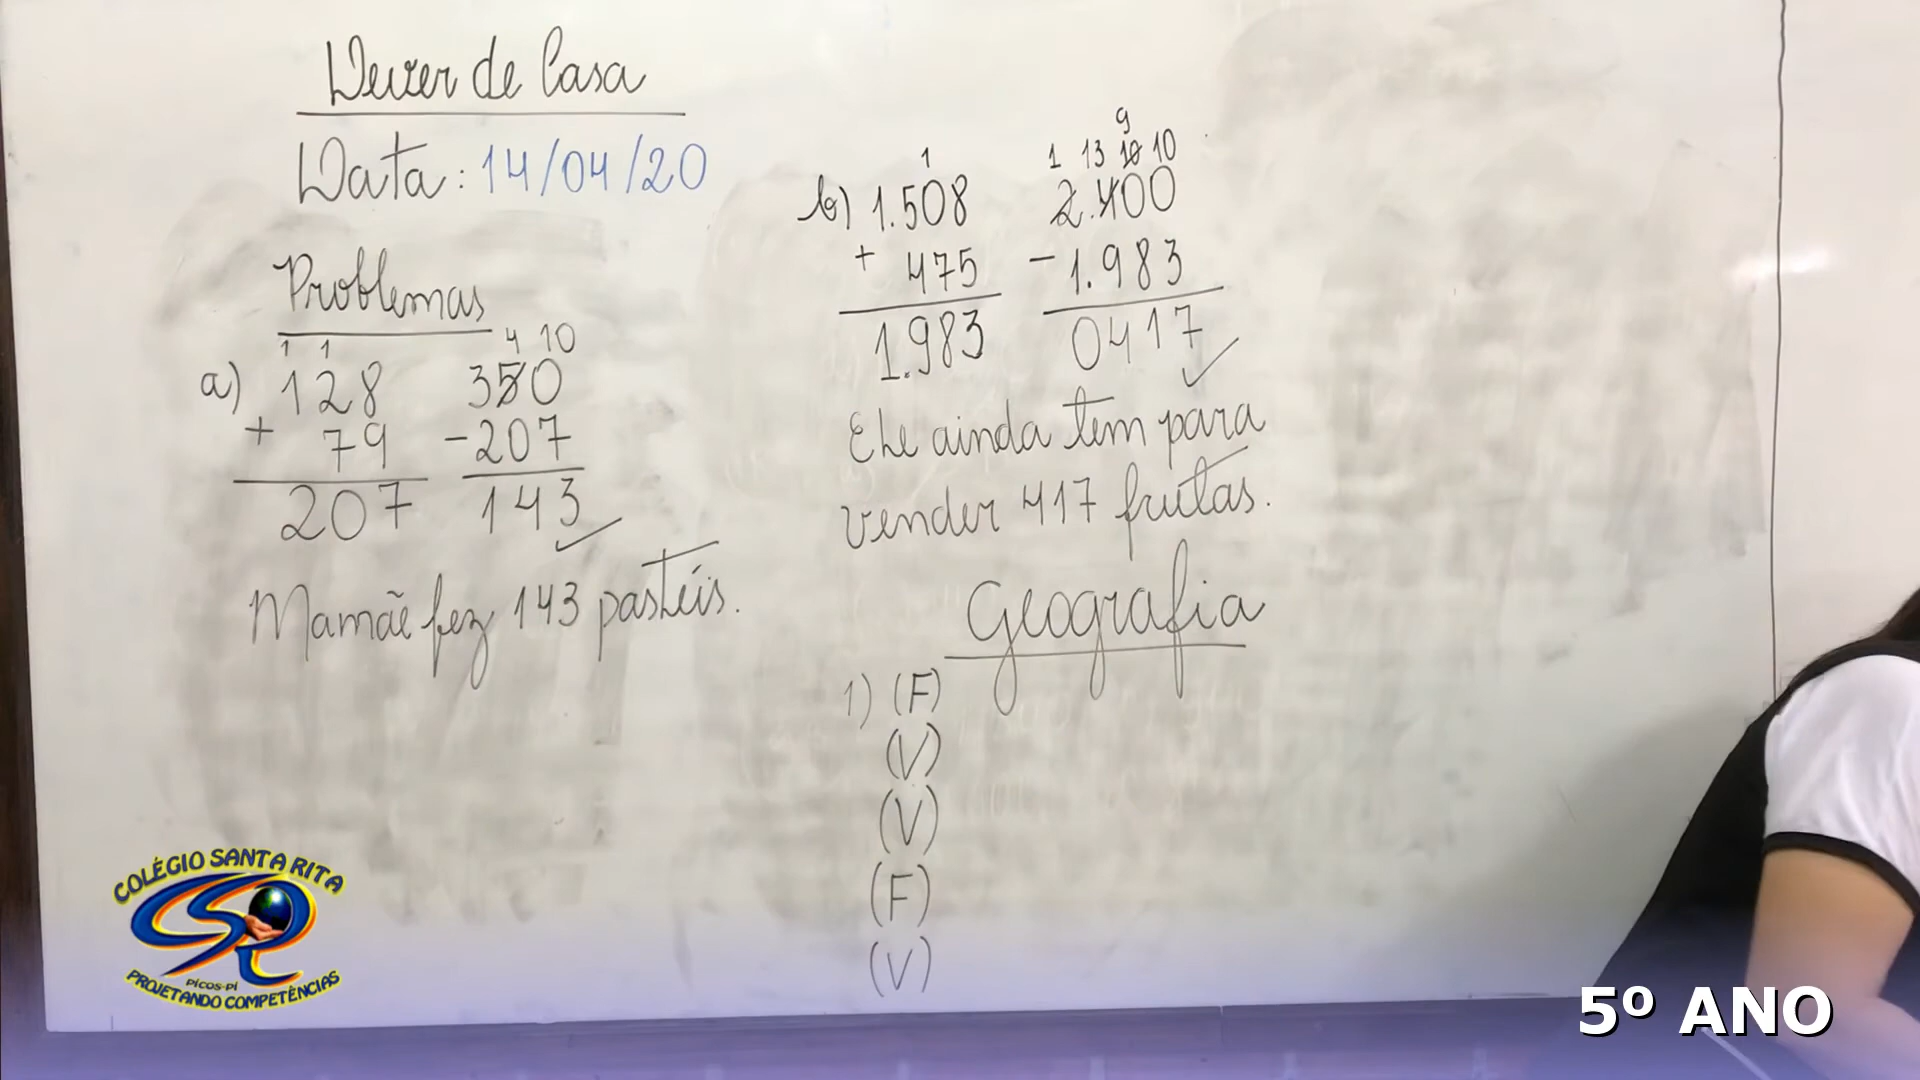 Dever de Casa
Data: 14/04/20
Problemas
1 1
a) 128
+ 79
207
4 10
350
-207
143
Mamãe fez 143 pastéis.
1
b) 1.508
+ 475
1.983
9
1 13 10 10
2.400
- 1.983
0417
Ele ainda tem para
vender 417 frutas.
Geografia
1) (F)
(V)
(V)
(F)
(V)
COLÉGIO SANTA RITA
PICOS-PI
PROJETANDO COMPETÊNCIAS
5º ANO